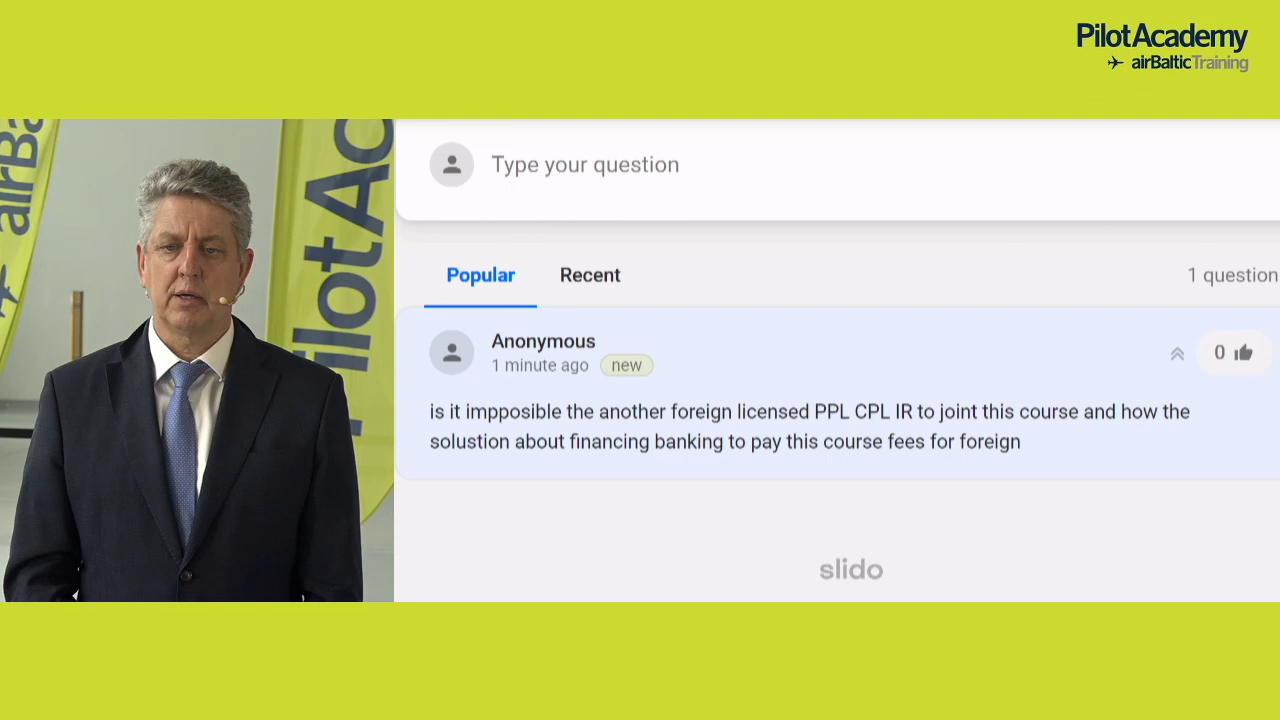 PilotAcademy
airBalticTraining
airBa
PilotAc
Type your question
Popular
Recent
1 question
Anonymous
1 minute ago
new
0
is it impposible the another foreign licensed PPL CPL IR to joint this course and how the
solustion about financing banking to pay this course fees for foreign
slido